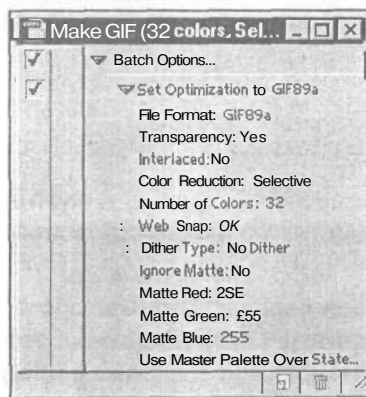 Make GIF (32 colors, Sel...
Batch Options...
Set Optimization to GIF89a
File Format: GIF89a
Transparency: Yes
Interlaced: No
Color Reduction: Selective
Number of Colors: 32
: Web Snap: OK
: Dither Type: No Dither
Ignore Matte: No
Matte Red: 2SE
Matte Green: £55
Matte Blue: 255
Use Master Palette Over State...